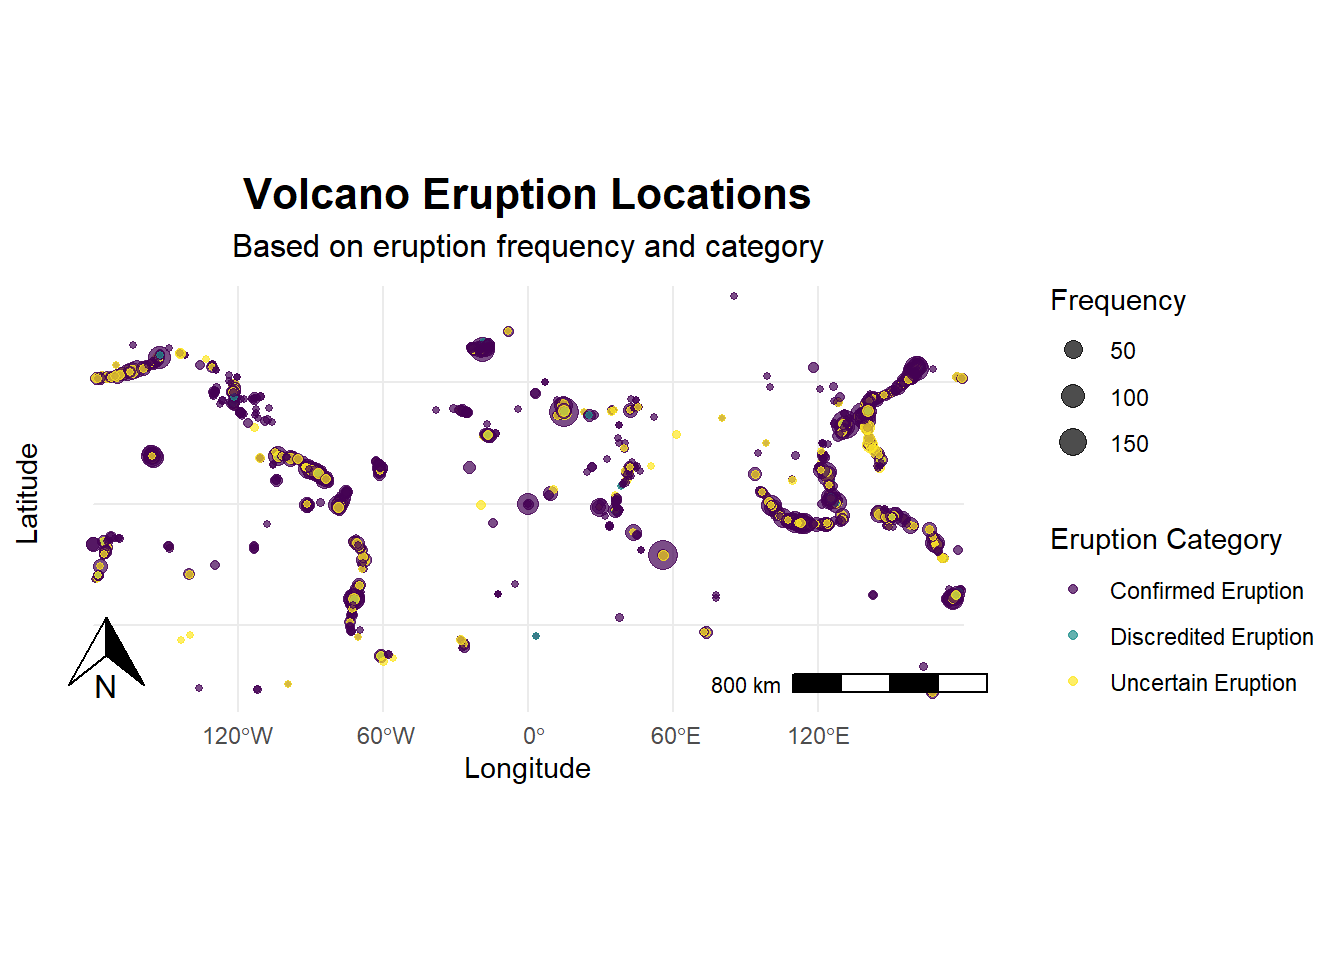 Volcano Eruption Locations
Based on eruption frequency and category
Latitude
N
800 km
120°W
60°W
0°
60°E
120°E
Longitude
Frequency
50
100
150
Eruption Category
Confirmed Eruption
Discredited Eruption
Uncertain Eruption